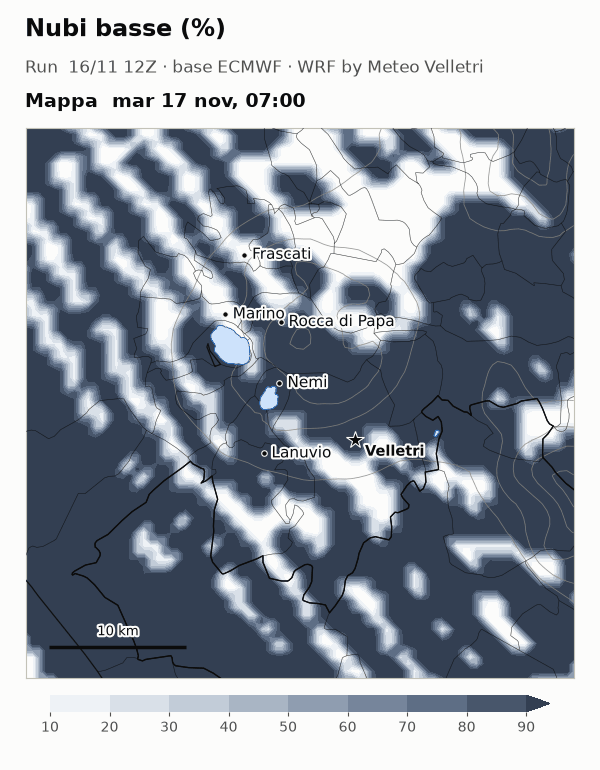 Nubi basse (%)
Run  16/11 12Z · base ECMWF · WRF by Meteo Velletri
Mappa  mar 17 nov, 07:00
Frascati
Marino
Rocca di Papa
Nemi
Velletri
Lanuvio
10 km
10 20 30 40 50 60 70 80 90